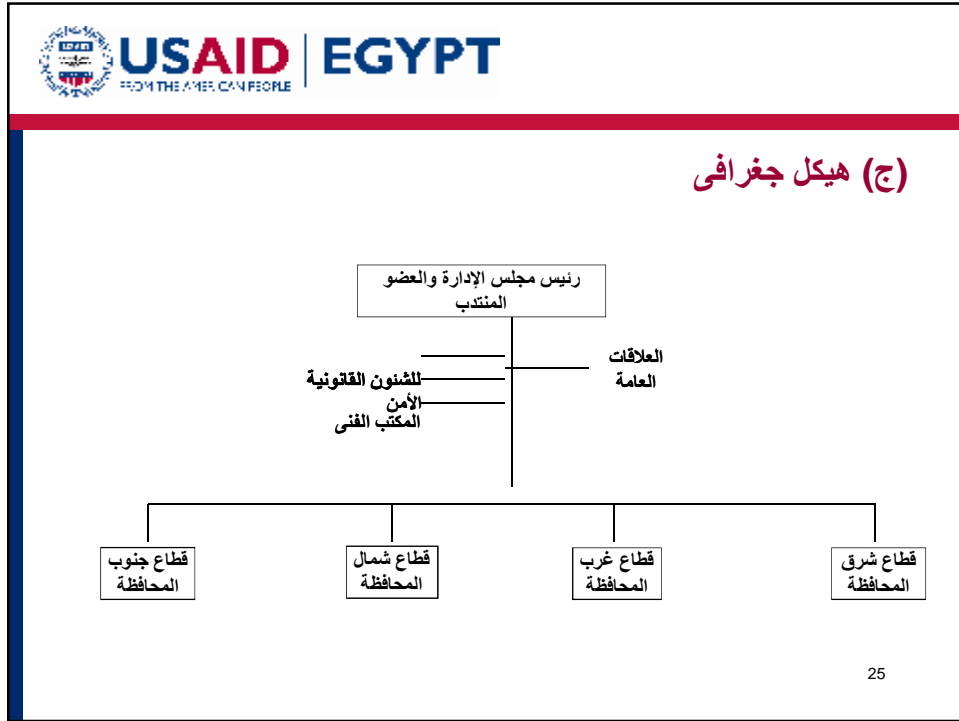 USAID | EGYPT
FROM THE AMERICAN PEOPLE
(ج) هيكل جغرافى
رئيس مجلس الإدارة والعضو
المنتدب
العلاقات
العامة
للشئون القانونية
الأمن
المكتب الفنى
قطاع شرق
المحافظة
قطاع غرب
المحافظة
قطاع شمال
المحافظة
قطاع جنوب
المحافظة
25